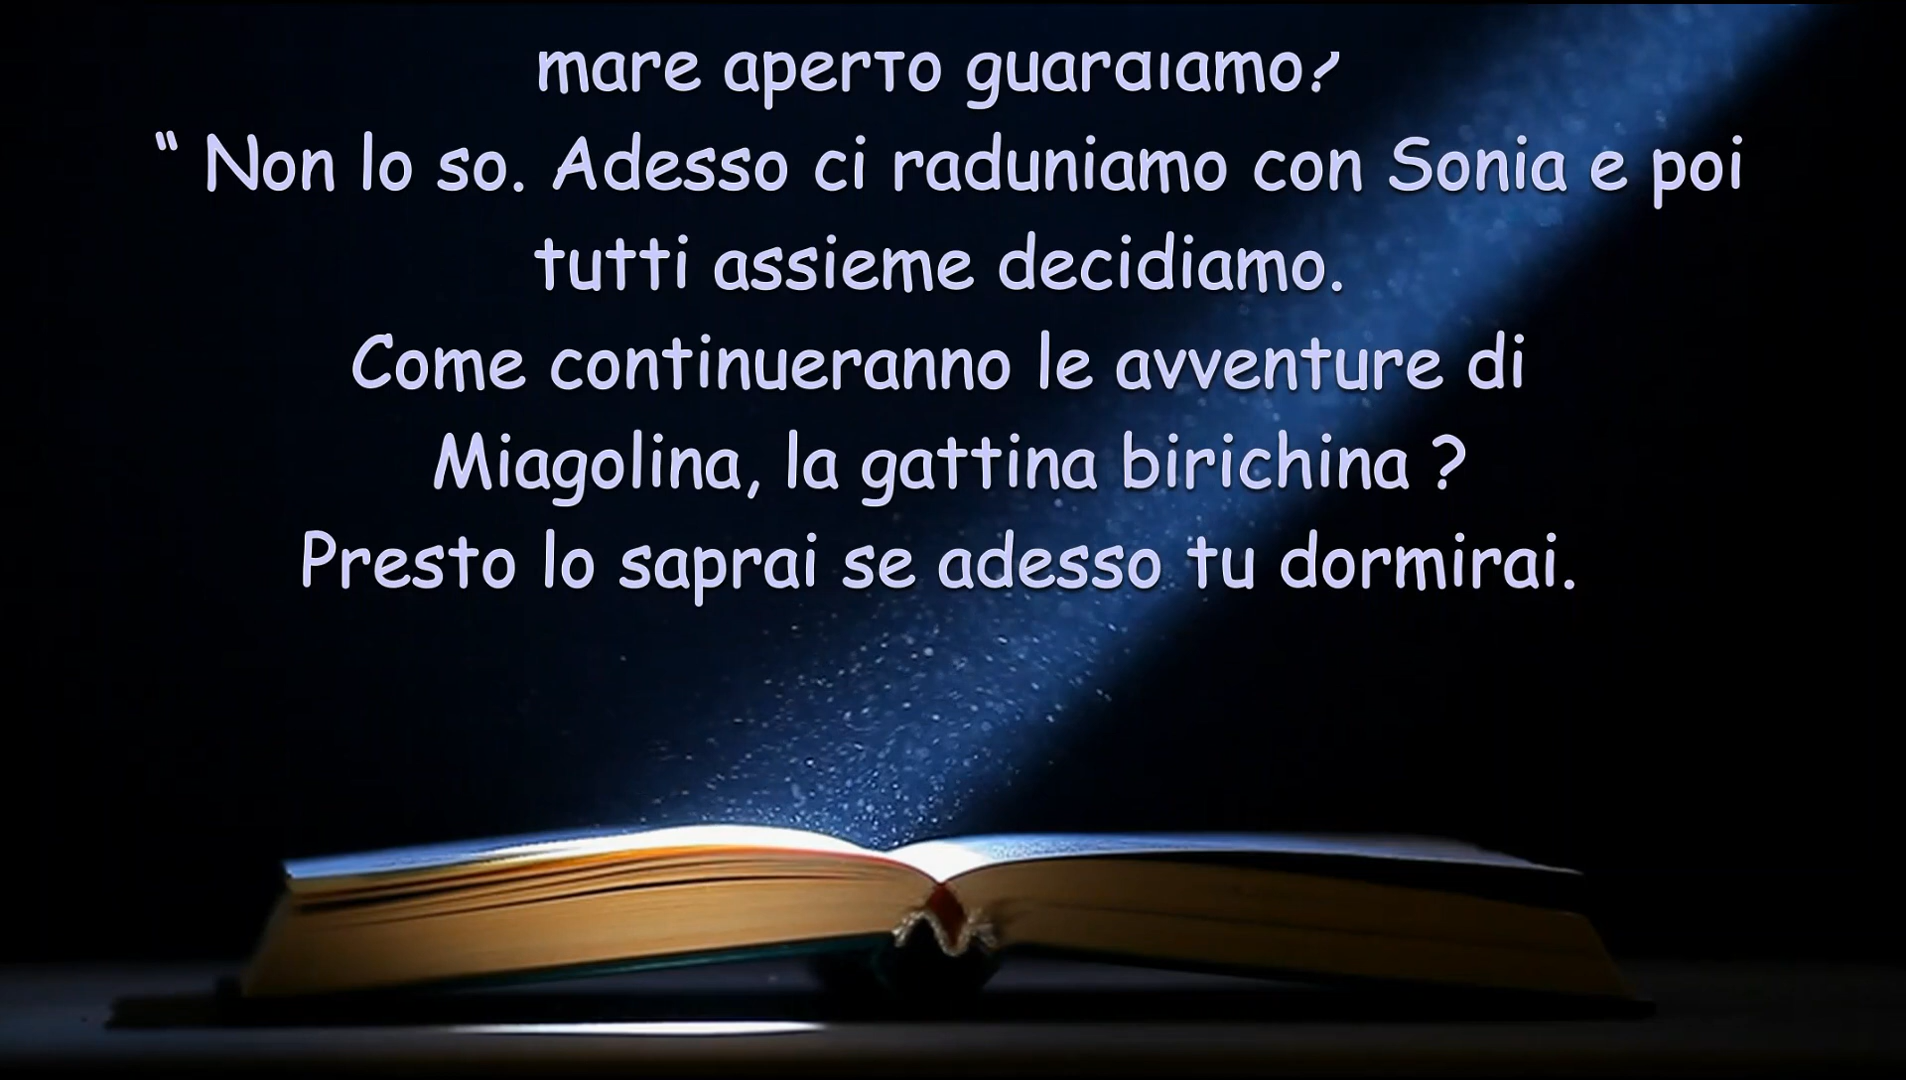 mare aperto guardiamo?
“ Non lo so. Adesso ci raduniamo con Sonia e poi
tutti assieme decidiamo.
Come continueranno le avventure di
Miagolina, la gattina birichina ?
Presto lo saprai se adesso tu dormirai.